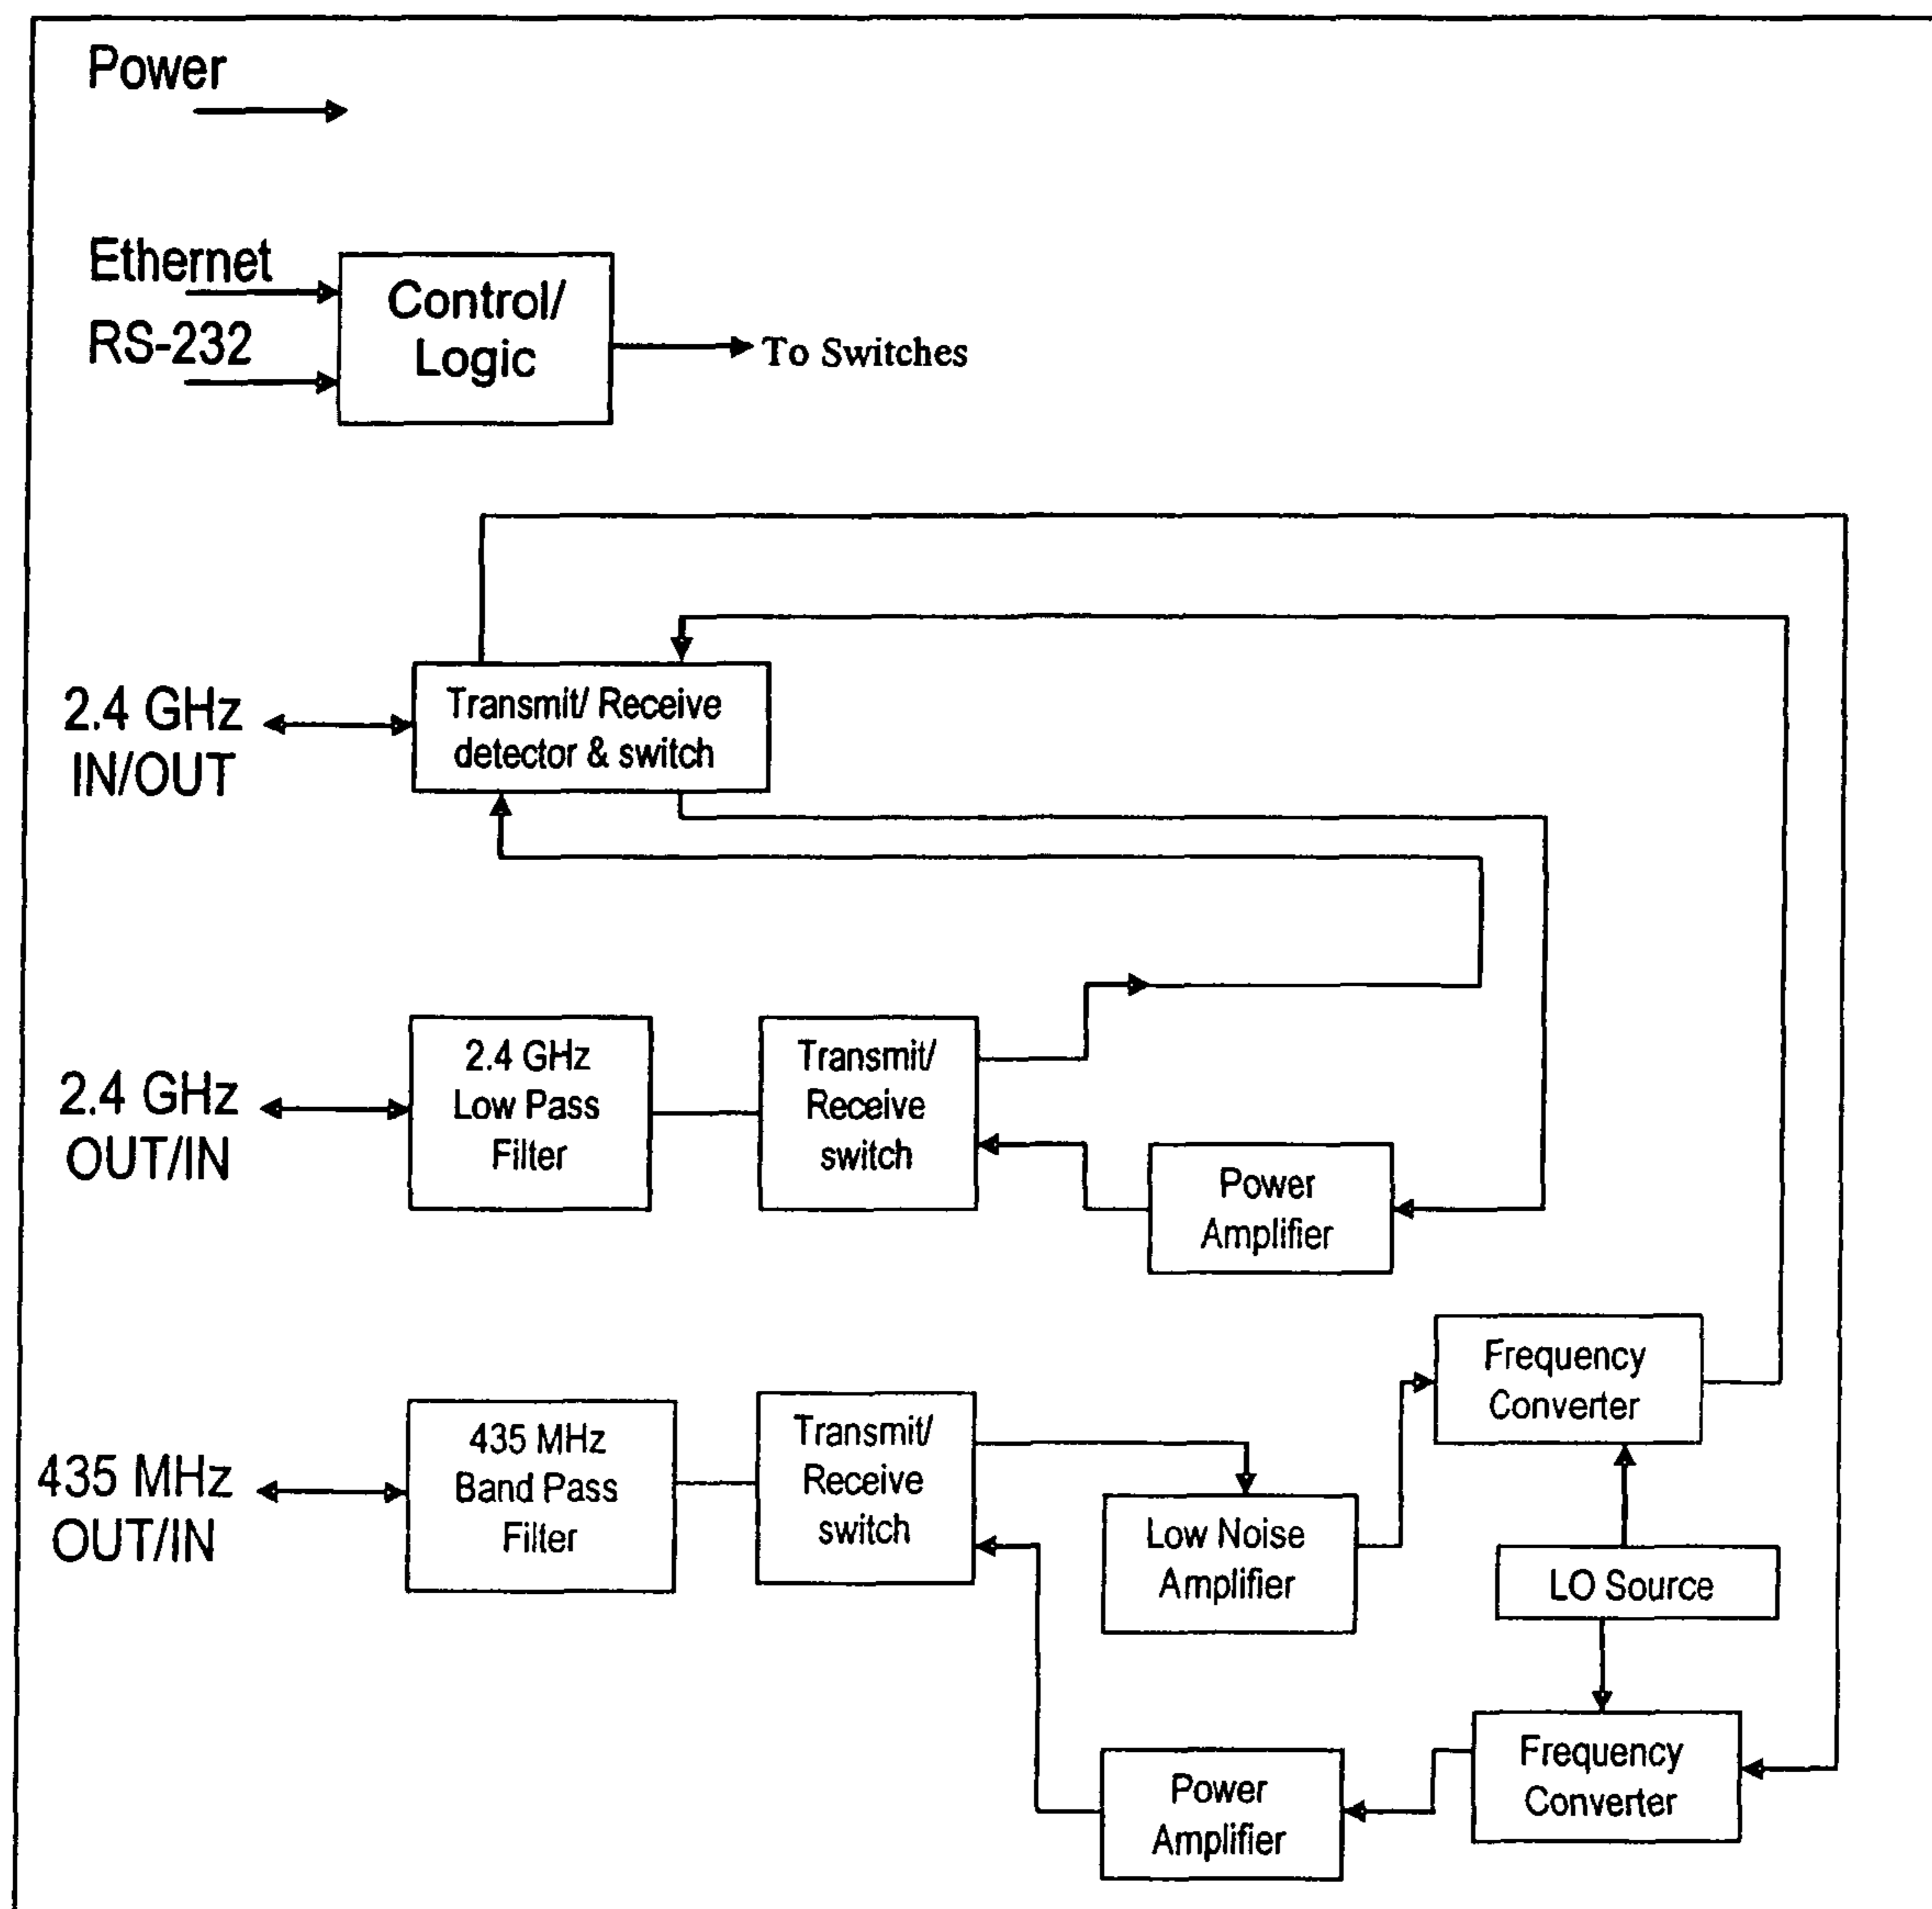 Power
Ethernet
RS-232
Control/
Logic
To Switches
2.4 GHz
IN/OUT
Transmit/ Receive
detector & switch
2.4 GHz
OUT/IN
2.4 GHz
Low Pass
Filter
Transmit/
Receive
switch
Power
Amplifier
435 MHz
OUT/IN
435 MHz
Band Pass
Filter
Transmit/
Receive
switch
Low Noise
Amplifier
Frequency
Converter
LO Source
Power
Amplifier
Frequency
Converter